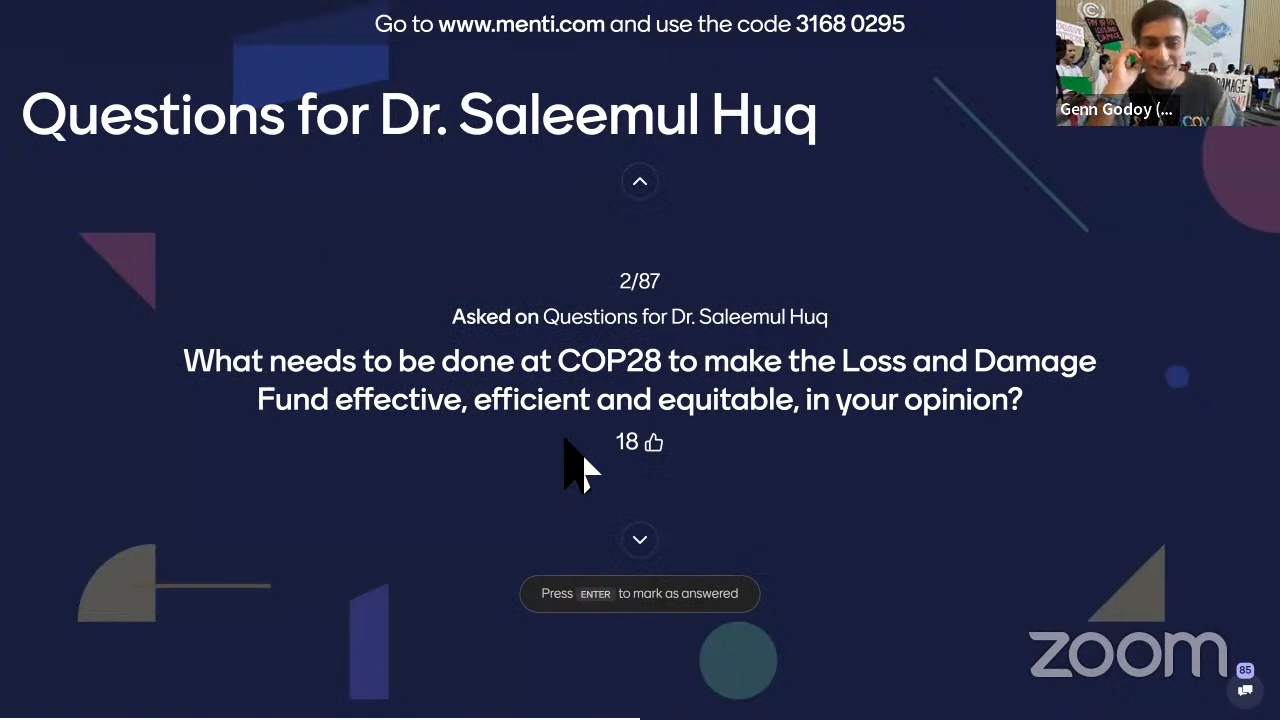 Go to www.menti.com and use the code 3168 0295
Questions for Dr. Saleemul Huq
Genn Godoy (...
2/87
Asked on Questions for Dr. Saleemul Huq
What needs to be done at COP28 to make the Loss and Damage
Fund effective, efficient and equitable, in your opinion?
18
Press ENTER to mark as answered
zoom
85